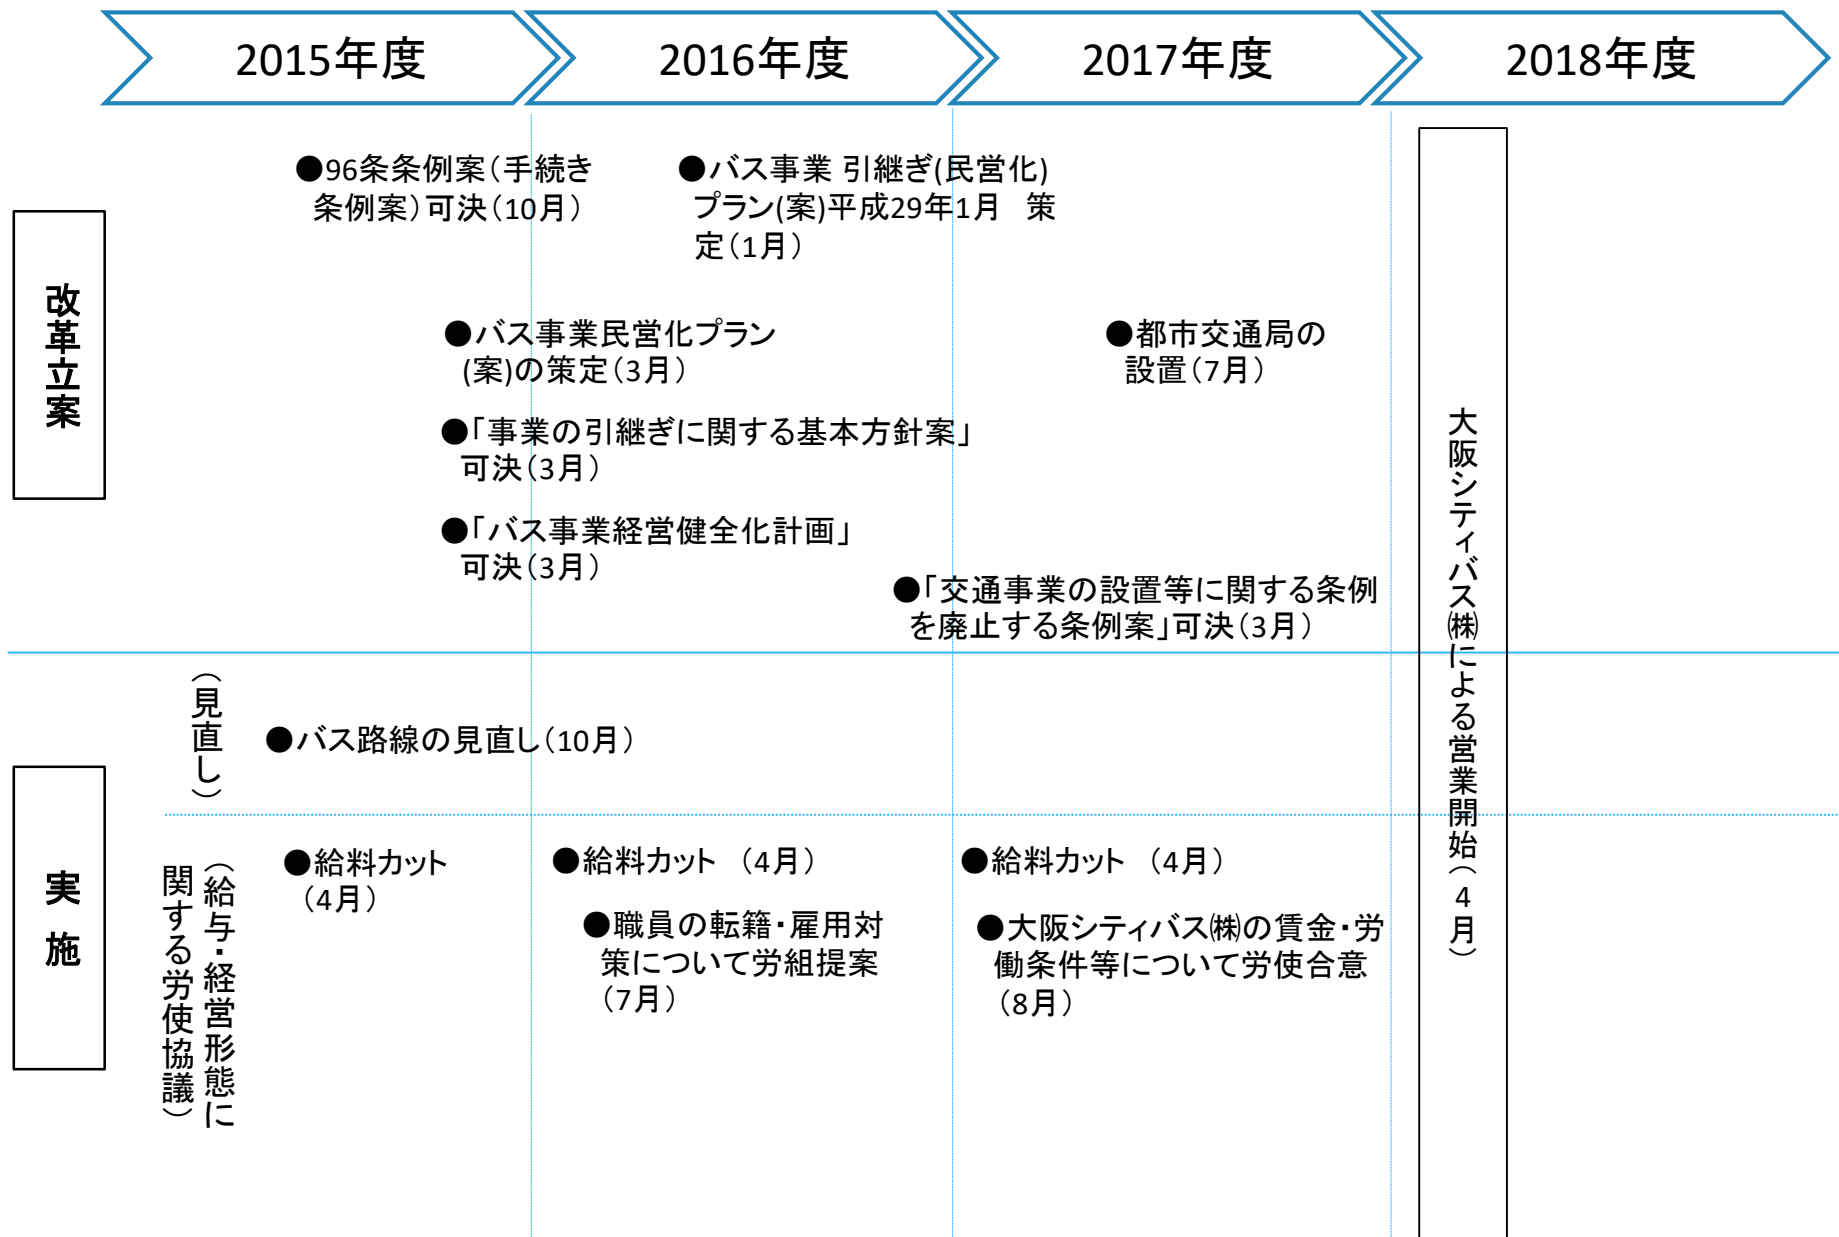 2015年度
2016年度
2017年度
2018年度
改革立案
●96条条例案（手続き
条例案）可決（10月）
●バス事業 引継ぎ(民営化)
プラン(案)平成29年1月　策
定（1月）
●バス事業民営化プラン
(案)の策定（3月）
●都市交通局の
設置（7月）
●「事業の引継ぎに関する基本方針案」
可決（3月）
●「バス事業経営健全化計画」
可決（3月）
●「交通事業の設置等に関する条例
を廃止する条例案」可決（3月）
大阪シティバス㈱による営業開始（4月）
実　施
（見直し）
●バス路線の見直し（10月）
（給与・経営形態に
関する労使協議）
●給料カット
（4月）
●給料カット　（4月）
●職員の転籍・雇用対
策について労組提案
（7月）
●給料カット　（4月）
●大阪シティバス㈱の賃金・労
働条件等について労使合意
（8月）